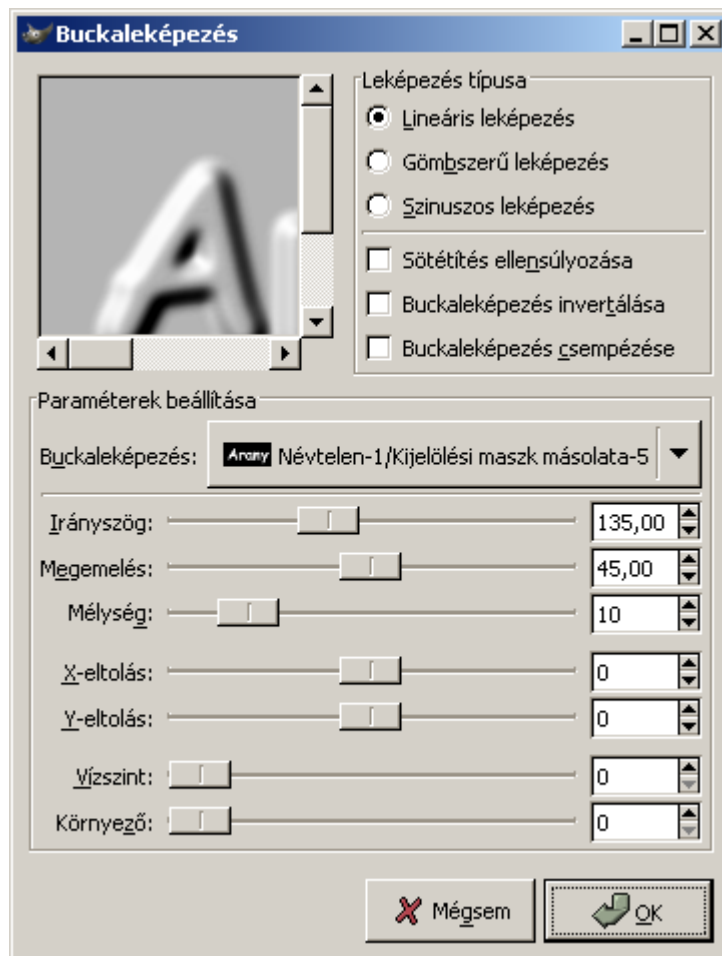 Buckaleképezés
Leképezés típusa
Lineáris leképezés
Gömbszerű leképezés
Szinuszos leképezés
Sötétítés ellensúlyozása
Buckaleképezés invertálása
Buckaleképezés csempézése
A
Paraméterek beállítása
Buckaleképezés: Arany Névtelen-1/Kijelölési maszk másolata-5
Irányszög: 135,00
Megemelés: 45,00
Mélység: 10
X-eltolás: 0
Y-eltolás: 0
Vízszint: 0
Környező: 0
Mégsem OK